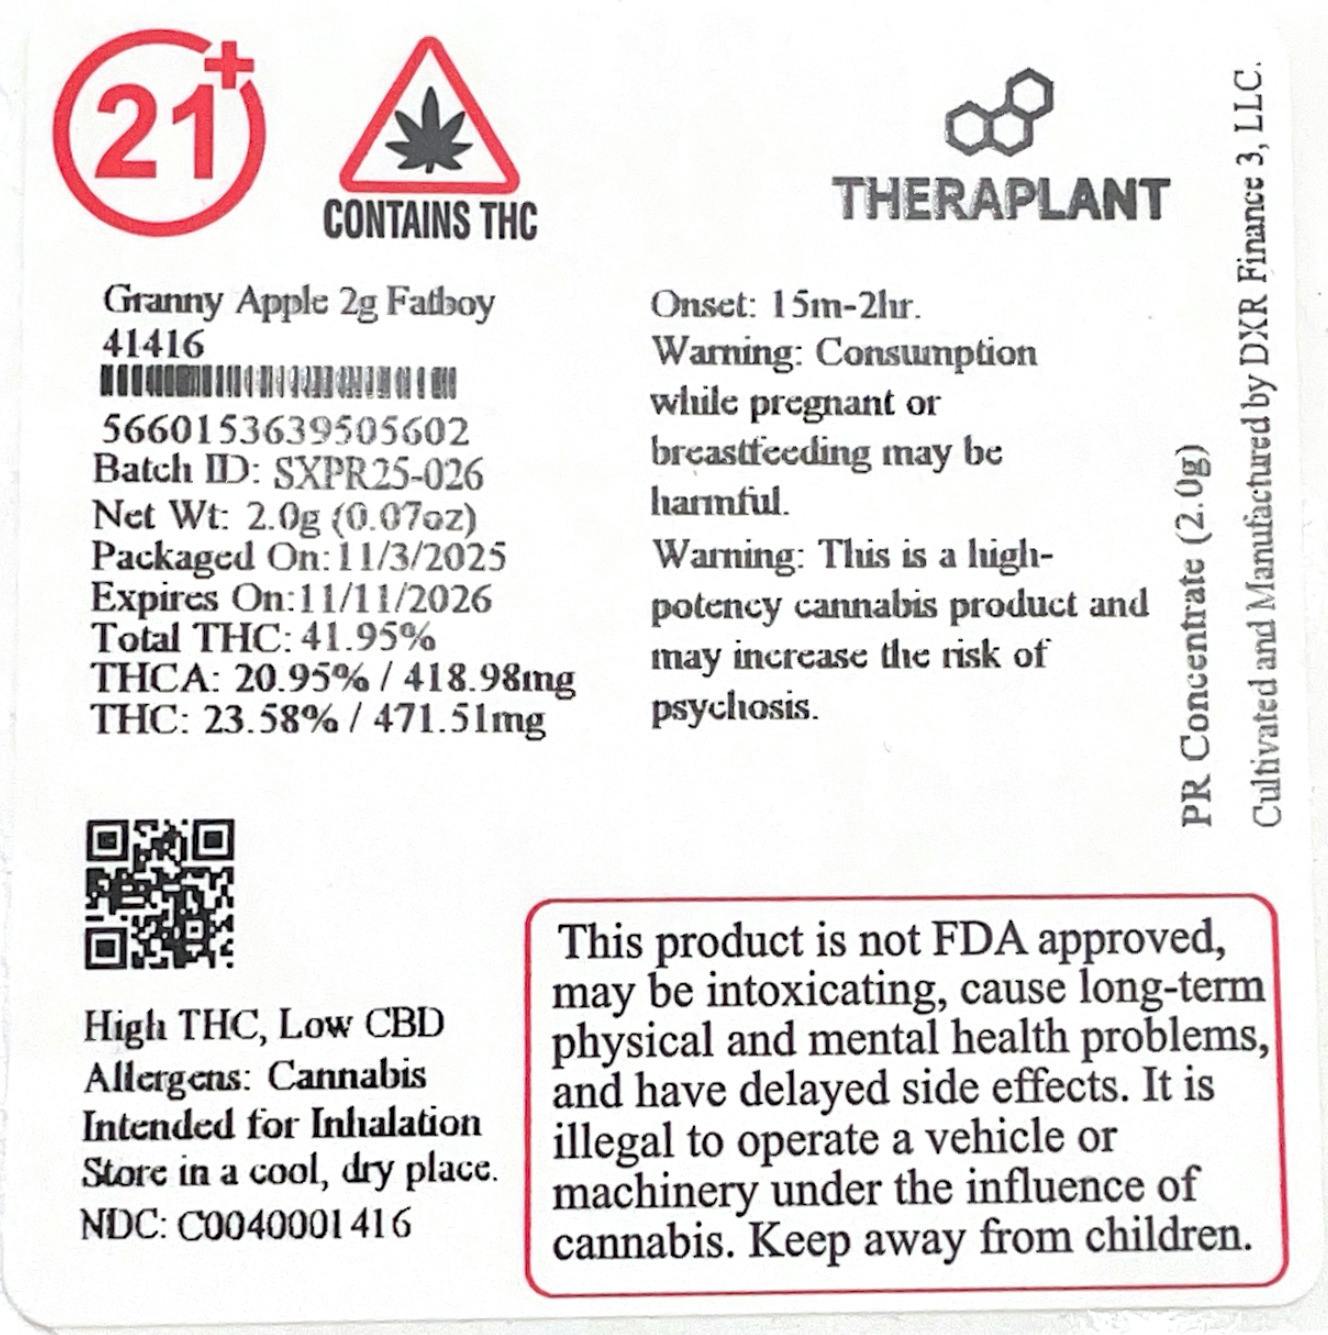 21+
CONTAINS THC
THERAPLANT
Granny Apple 2g Fatboy
41416
5660153639505602
Batch ID: SXPR25-026
Net Wt: 2.0g (0.07oz)
Packaged On:11/3/2025
Expires On:11/11/2026
Total THC: 41.95%
THCA: 20.95% / 418.98mg
THC: 23.58% / 471.51mg
Onset: 15m-2hr.
Warning: Consumption
while pregnant or
breastfeeding may be
harmful.
Warning: This is a high-
potency cannabis product and
may increase the risk of
psychosis.
PR Concentrate (2.0g)
Cultivated and Manufactured by DXR Finance 3, LLC.
High THC, Low CBD
Allergens: Cannabis
Intended for Inhalation
Store in a cool, dry place.
NDC: C0040001416
This product is not FDA approved,
may be intoxicating, cause long-term
physical and mental health problems,
and have delayed side effects. It is
illegal to operate a vehicle or
machinery under the influence of
cannabis. Keep away from children.